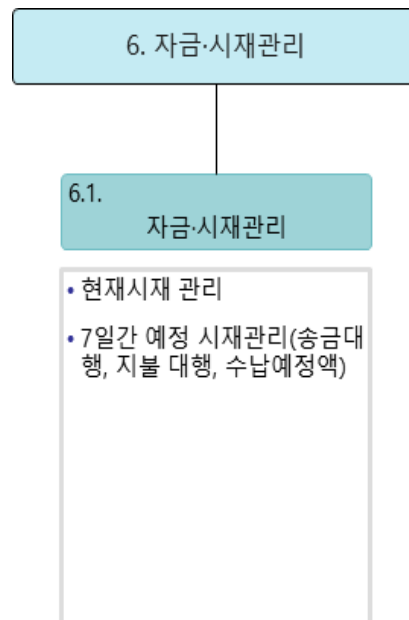 6. 자금·시재관리
6.1.
자금·시재관리
• 현재시재 관리
• 7일간 예정 시재관리(송금대
행, 지불 대행, 수납예정액)